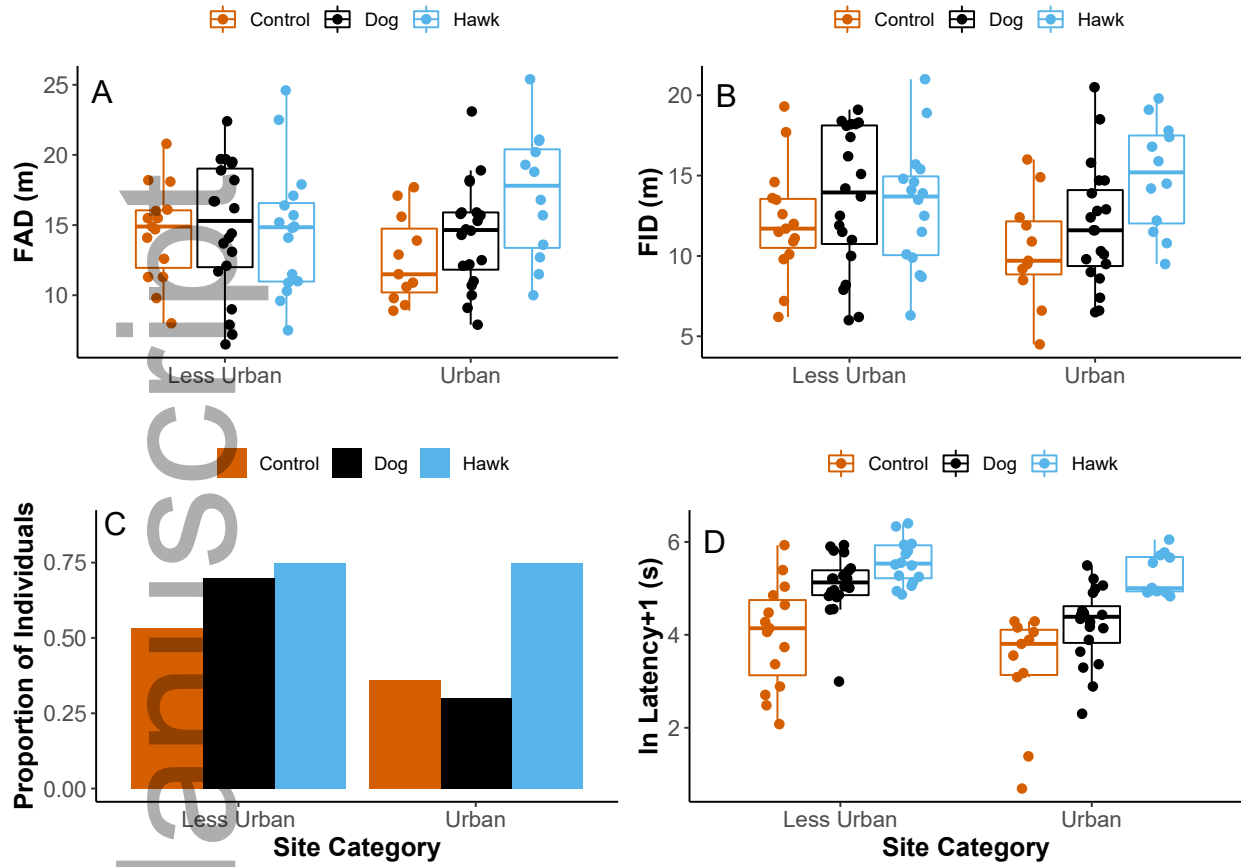 Control Dog Hawk
A
FAD (m)
25
20
15
10
Less Urban Urban
Control Dog Hawk
B
FID (m)
20
15
10
5
Less Urban Urban
Control Dog Hawk
C
Proportion of Individuals
0.75
0.50
0.25
0.00
Less Urban Urban
Site Category
Control Dog Hawk
D
ln Latency+1 (s)
6
4
2
Less Urban Urban
Site Category
anuscript